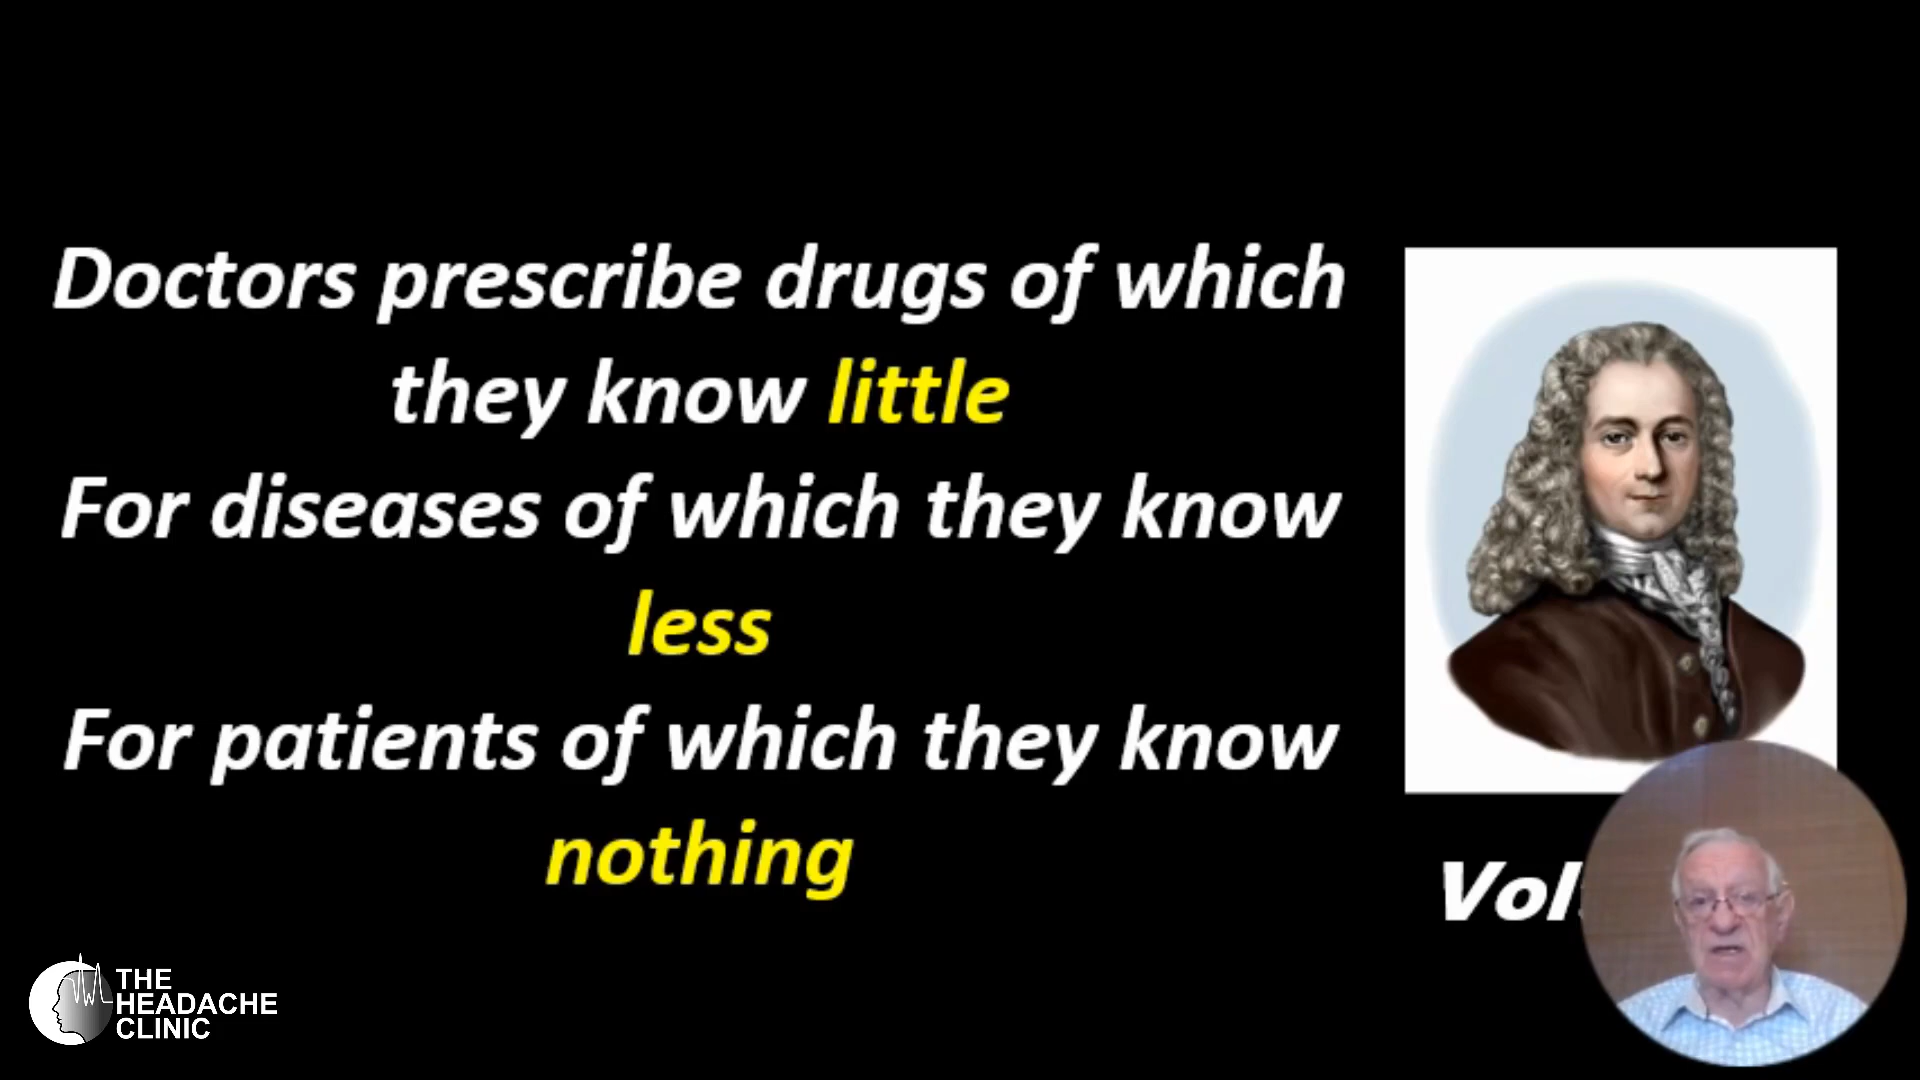 Doctors prescribe drugs of which
they know little
For diseases of which they know
less
For patients of which they know
nothing
THE
HEADACHE
CLINIC